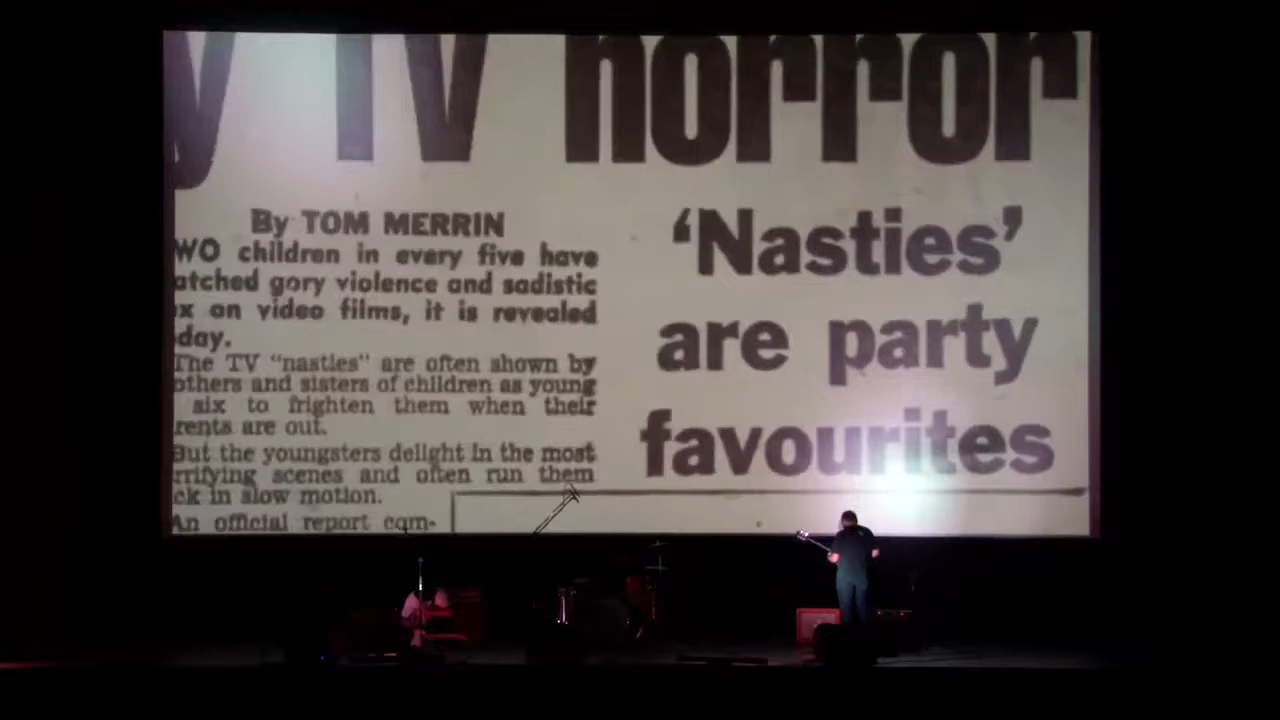 y TV horror
By TOM MERRIN
WO children in every five have
atched gory violence and sadistic
x on video films, it is revealed
day.
The TV "nasties" are often shown by
others and sisters of children as young
six to frighten them when their
rents are out.
But the youngsters delight in the most
rrifying scenes and often run them
ck in slow motion.
An official report com-
‘Nasties’
are party
favourites